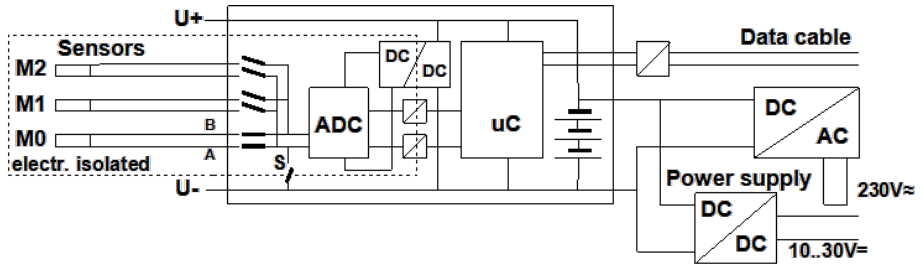 U+
Sensors
Data cable
M2
DC
DC
M1
DC
ADC
uC
AC
M0
B
A
electr. isolated
S
U-
Power supply
230V≈
DC
DC
10..30V=